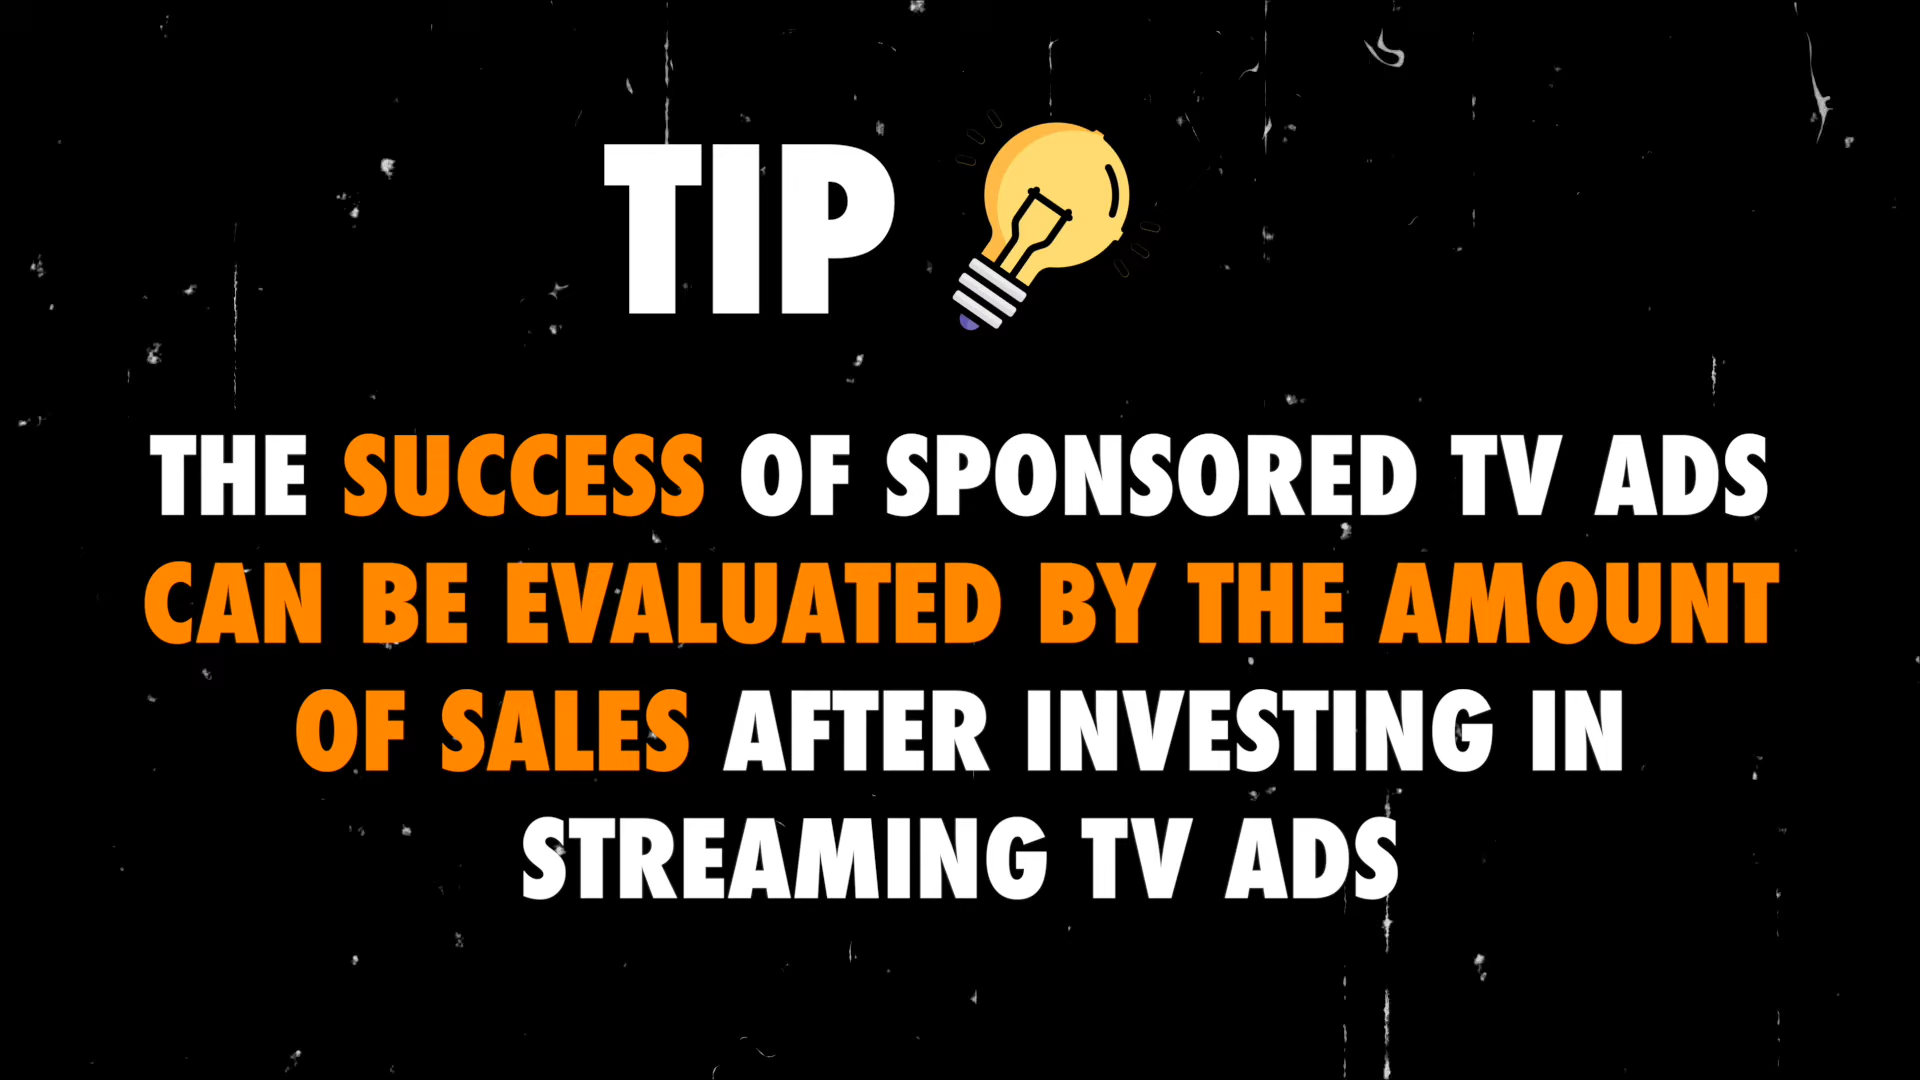 TIP
THE SUCCESS OF SPONSORED TV ADS
CAN BE EVALUATED BY THE AMOUNT
OF SALES AFTER INVESTING IN
STREAMING TV ADS